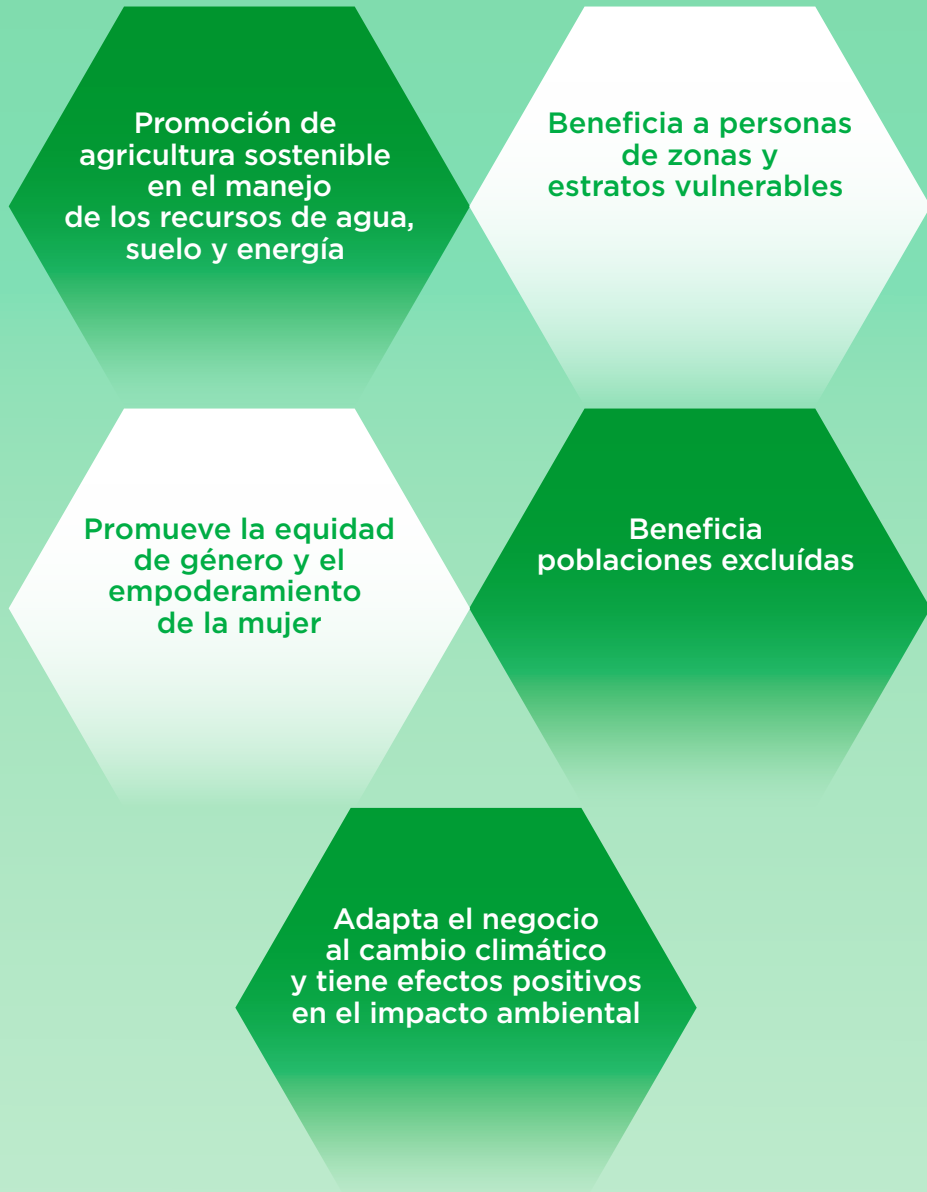 Promoción de
agricultura sostenible
en el manejo
de los recursos de agua,
suelo y energía
Beneficia a personas
de zonas y
estratos vulnerables
Promueve la equidad
de género y el
empoderamiento
de la mujer
Beneficia
poblaciones excluídas
Adapta el negocio
al cambio climático
y tiene efectos positivos
en el impacto ambiental